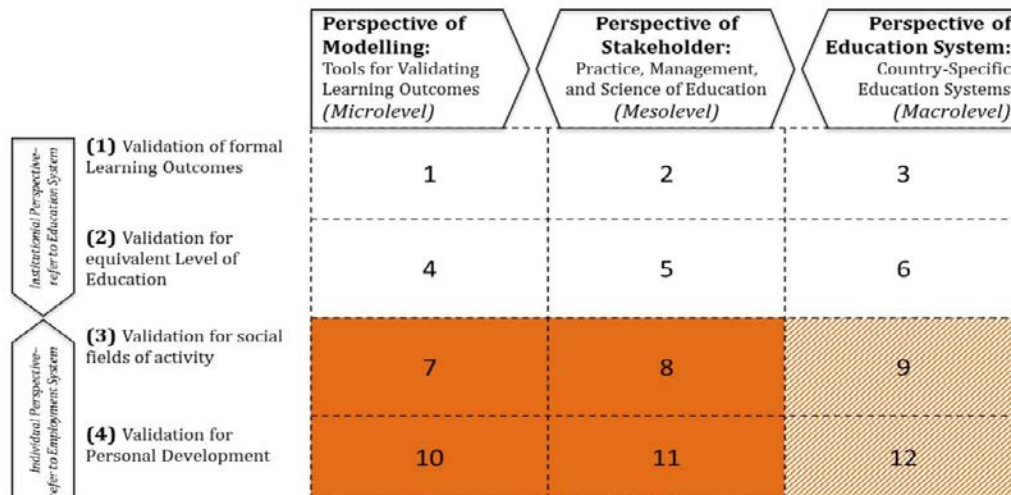 Perspective of
Modelling:
Tools for Validating
Learning Outcomes
(Microlevel)
Perspective of
Stakeholder:
Practice, Management,
and Science of Education
(Mesolevel)
Perspective of
Education System:
Country-Specific
Education Systems
(Macrolevel)
Institutionial Perspective–
refer to Education System
(1) Validation of formal
Learning Outcomes
1 2 3
(2) Validation for
equivalent Level of
Education
4 5 6
Individual Perspective–
refer to Employment System
(3) Validation for social
fields of activity
7 8 9
(4) Validation for
Personal Development
10 11 12